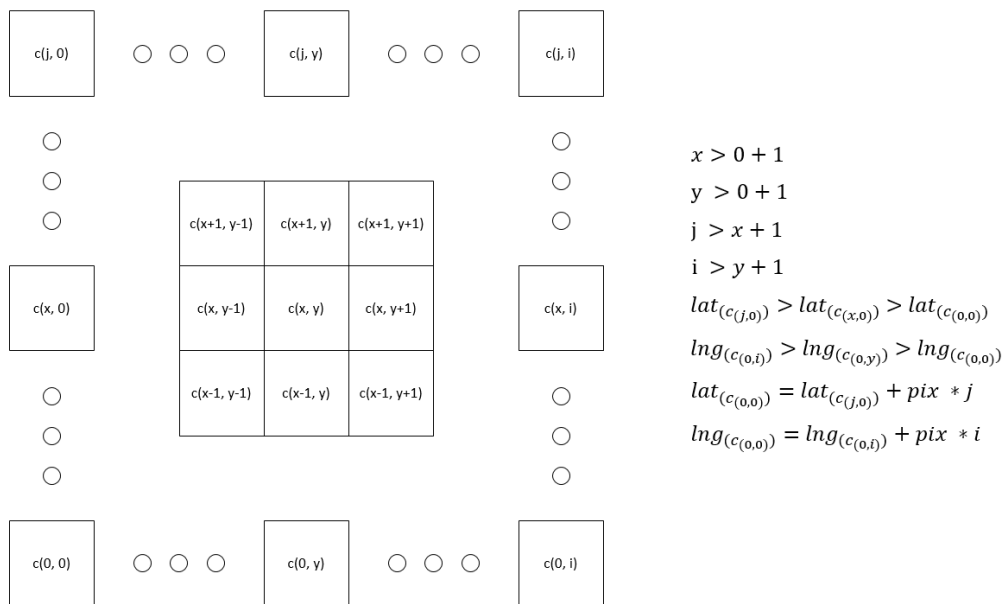 c(j, 0)
c(j, y)
c(j, i)
c(x+1, y-1)
c(x+1, y)
c(x+1, y+1)
c(x, 0)
c(x, y-1)
c(x, y)
c(x, y+1)
c(x, i)
c(x-1, y-1)
c(x-1, y)
c(x-1, y+1)
c(0, 0)
c(0, y)
c(0, i)
x > 0 + 1
y > 0 + 1
j > x + 1
i > y + 1
lat(c(j,0)) > lat(c(x,0)) > lat(c(0,0))
lng(c(0,i)) > lng(c(0,y)) > lng(c(0,0))
lat(c(0,0)) = lat(c(j,0)) + pix * j
lng(c(0,0)) = lng(c(0,i)) + pix * i